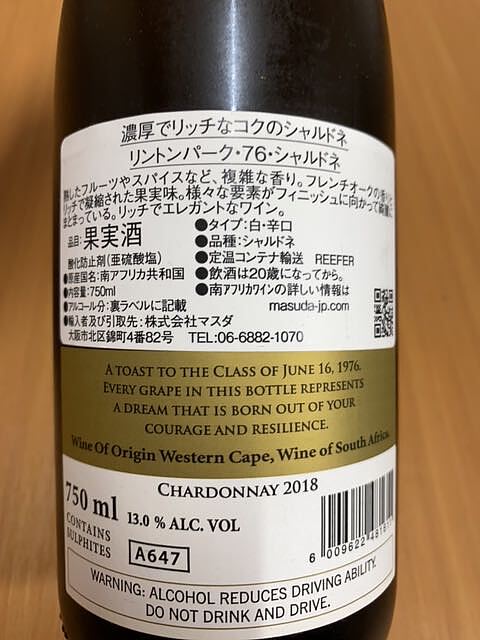 濃厚でリッチなコクのシャルドネ
リントンパーク・76・シャルドネ
熟したフルーツやスパイスなど、複雑な香り。フレンチオークの香りと
リッチで凝縮された果実味。様々な要素がフィニッシュに向かって綺麗に
まとまっている。リッチでエレガントなワイン。
品目:果実酒
酸化防止剤(亜硫酸塩)
●原産国名:南アフリカ共和国
●内容量:750ml
●アルコール分:裏ラベルに記載
●輸入者及び引取先:株式会社マスダ
大阪市北区錦町4番82号 TEL:06-6882-1070
●タイプ:白・辛口
●品種:シャルドネ
●定温コンテナ輸送 REEFER
●飲酒は20歳になってから。
●南アフリカワインの詳しい情報は
masuda-jp.com
A TOAST TO THE CLASS OF JUNE 16, 1976.
EVERY GRAPE IN THIS BOTTLE REPRESENTS
A DREAM THAT IS BORN OUT OF YOUR
COURAGE AND RESILIENCE.
Wine Of Origin Western Cape, Wine of South Africa.
CHARDONNAY 2018
750 ml
CONTAINS
SULPHITES
13.0 % ALC. VOL
A647
6 009622
WARNING: ALCOHOL REDUCES DRIVING ABILITY.
DO NOT DRINK AND DRIVE.